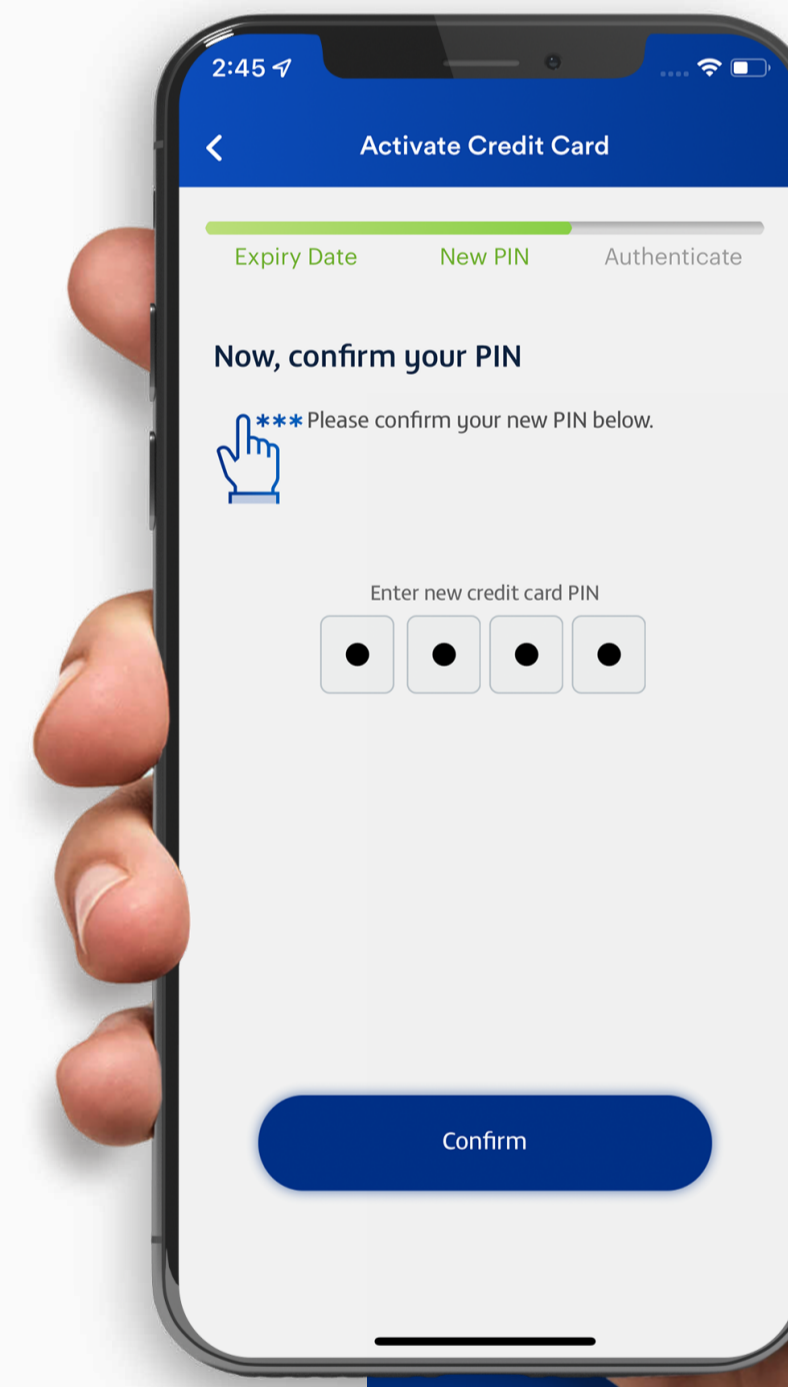 2:45
Activate Credit Card
Expiry Date New PIN Authenticate
Now, confirm your PIN
*** Please confirm your new PIN below.
Enter new credit card PIN
Confirm